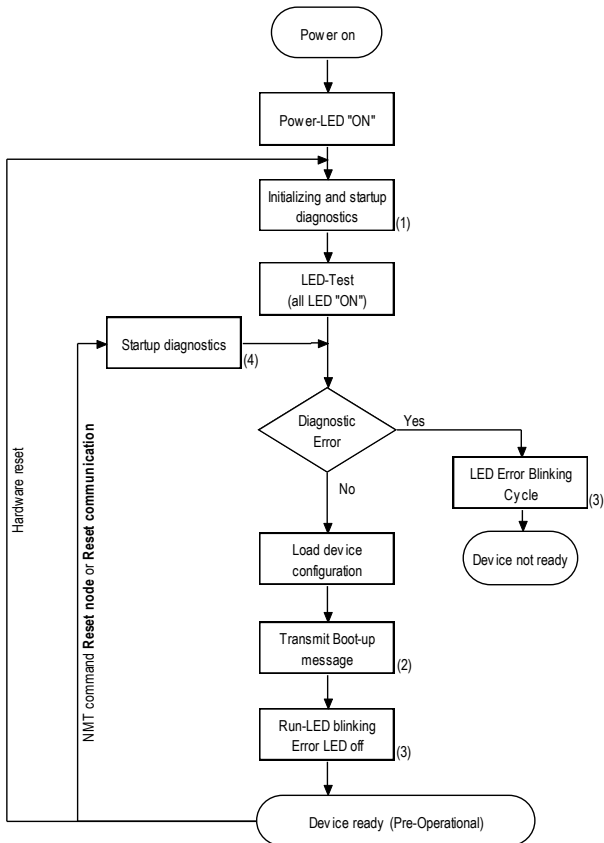 Power on
Power-LED "ON"
Initializing and startup
diagnostics
(1)
LED-Test
(all LED "ON")
Startup diagnostics
(4)
Diagnostic
Error
Yes
No
LED Error Blinking
Cycle
(3)
Device not ready
Load device
configuration
Transmit Boot-up
message
(2)
Run-LED blinking
Error LED off
(3)
Device ready (Pre-Operational)
Hardware reset
NMT command Reset node or Reset communication